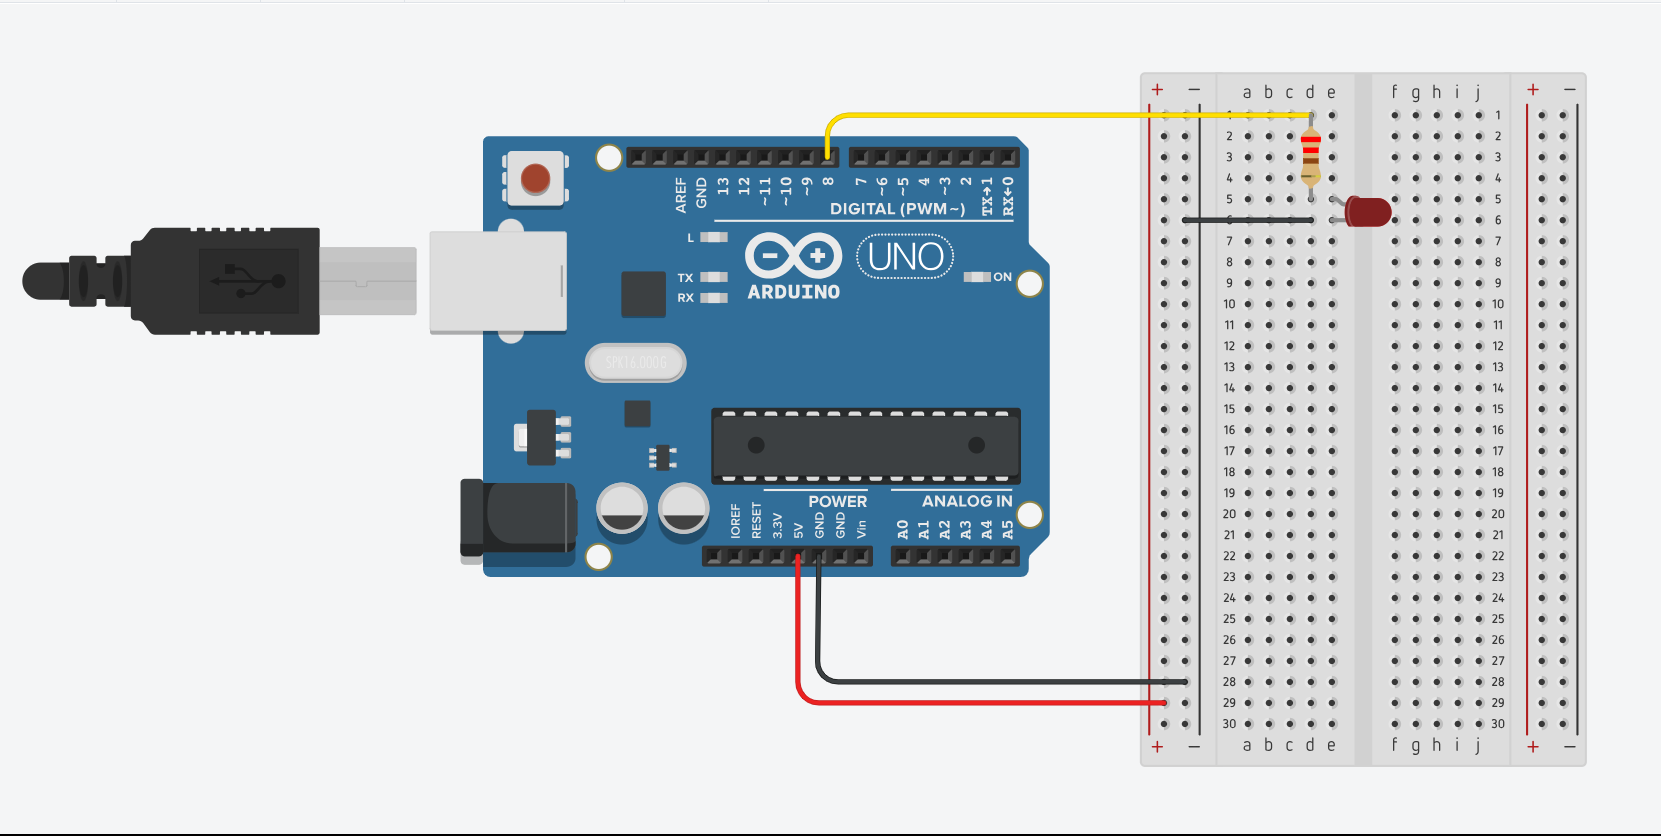 + − a b c d e f g h i j + −
1 1
2 2
3 3
4 4
5 5
6 6
7 7
8 8
9 9
10 10
11 11
12 12
13 13
14 14
15 15
16 16
17 17
18 18
19 19
20 20
21 21
22 22
23 23
24 24
25 25
26 26
27 27
28 28
29 29
30 30
+ − a b c d e f g h i j + −
AREF
GND
13
12
~11
~10
~9
8
7
~6
~5
4
~3
2
TX→1
RX←0
DIGITAL (PWM~)
L
TX
RX
UNO
ON
ARDUINO
SPK16.000G
POWER
ANALOG IN
IOREF
RESET
3.3V
5V
GND
GND
Vin
A0
A1
A2
A3
A4
A5